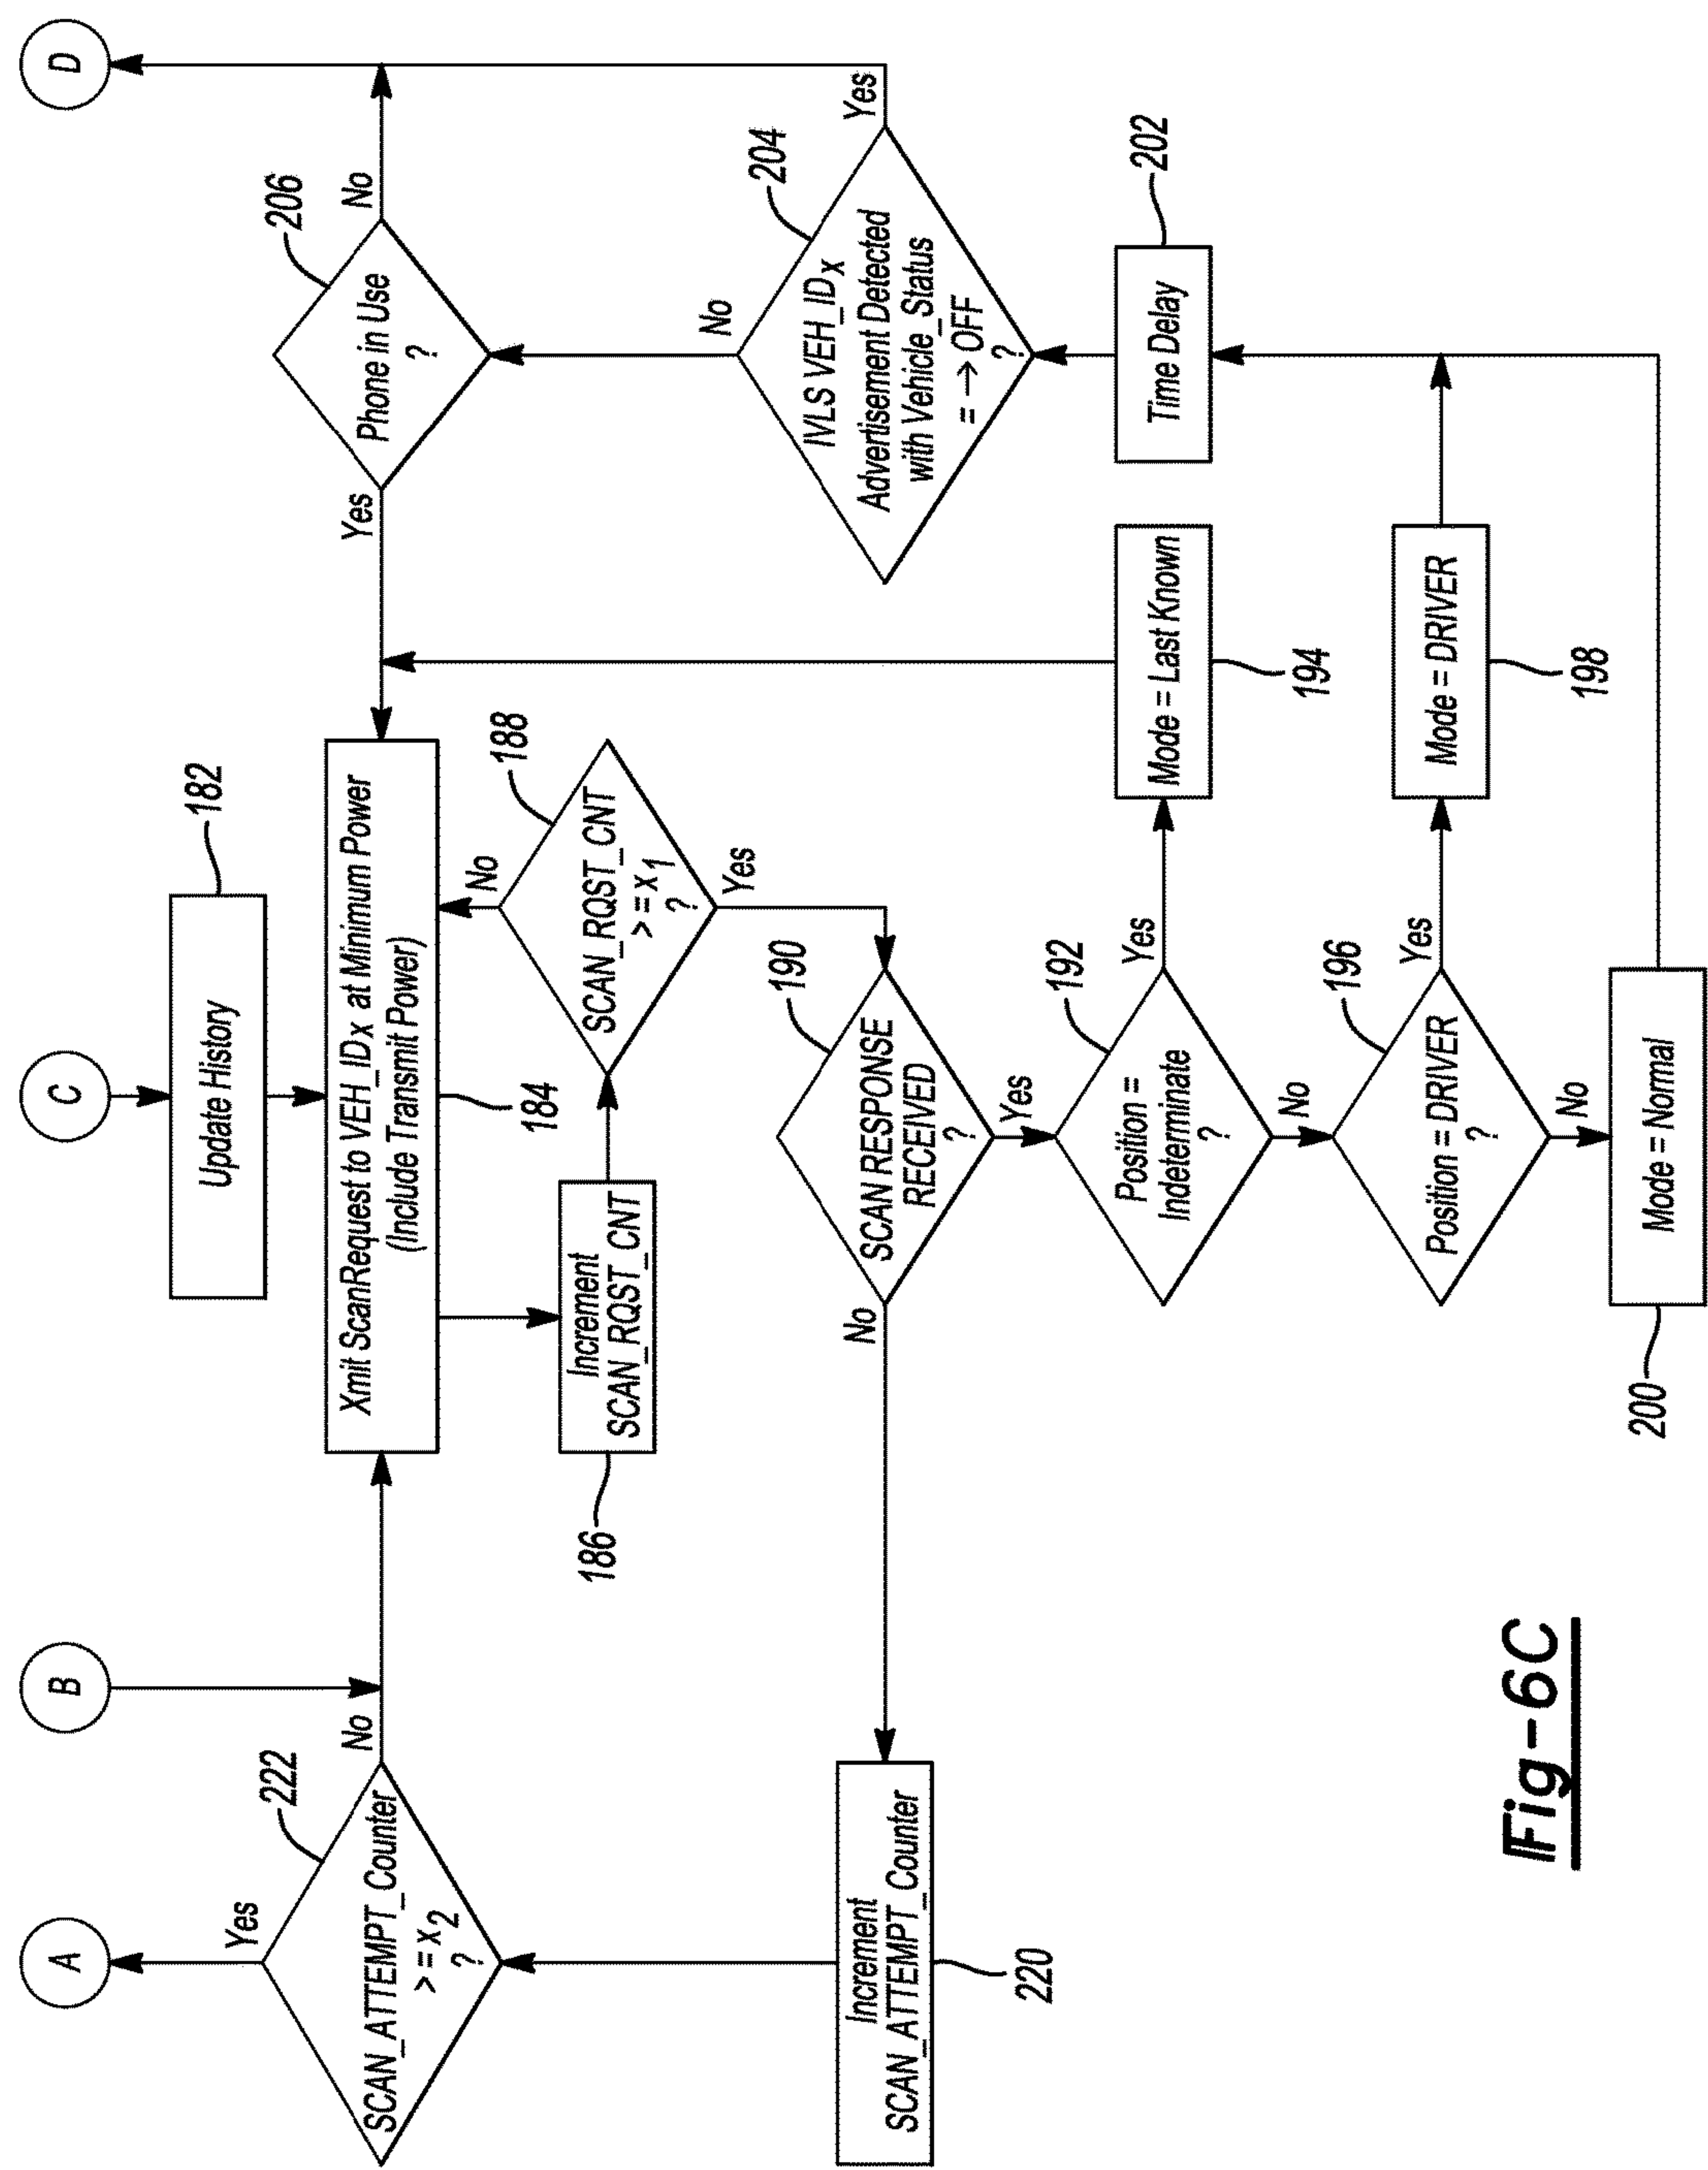 A
B
C
D
Yes
SCAN_ATTEMPT_Counter
> = x2
?
222
No
Update History
182
Xmit ScanRequest to VEH_IDx at Minimum Power
(Include Transmit Power)
184
Yes
Phone in Use
?
206
No
Increment
SCAN_RQST_CNT
186
No
SCAN_RQST_CNT
> = x1
?
188
Yes
No
IVLS VEH_IDx
Advertisement Detected
with Vehicle_Status
= → OFF
?
204
Yes
Increment
SCAN_ATTEMPT_Counter
220
No
SCAN RESPONSE
RECEIVED
?
190
Yes
Position =
Indeterminate
?
192
Yes
No
Mode = Last Known
194
Time Delay
202
Position = DRIVER
?
196
Yes
No
Mode = DRIVER
198
Mode = Normal
200
Fig-6C